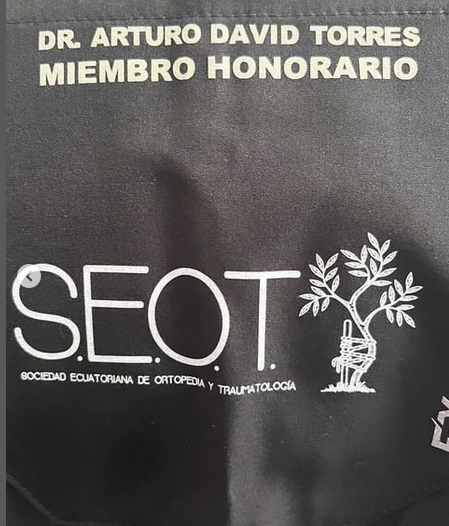 DR. ARTURO DAVID TORRES
MIEMBRO HONORARIO
S.E.O.T.
SOCIEDAD ECUATORIANA DE ORTOPEDIA Y TRAUMATOLOGÍA